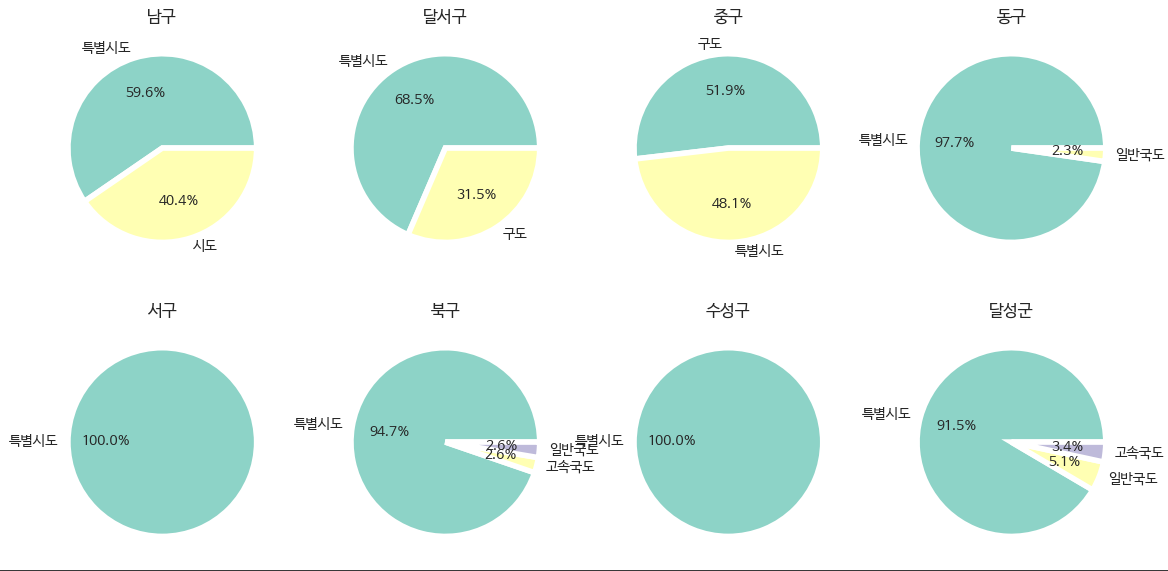 남구
특별시도
59.6%
40.4%
시도
달서구
특별시도
68.5%
31.5%
구도
중구
구도
51.9%
48.1%
특별시도
동구
특별시도
97.7%
2.3%
일반국도
서구
특별시도
100.0%
북구
특별시도
94.7%
2.6%
일반국도
2.6%
고속국도
수성구
특별시도
100.0%
달성군
특별시도
91.5%
3.4%
고속국도
5.1%
일반국도